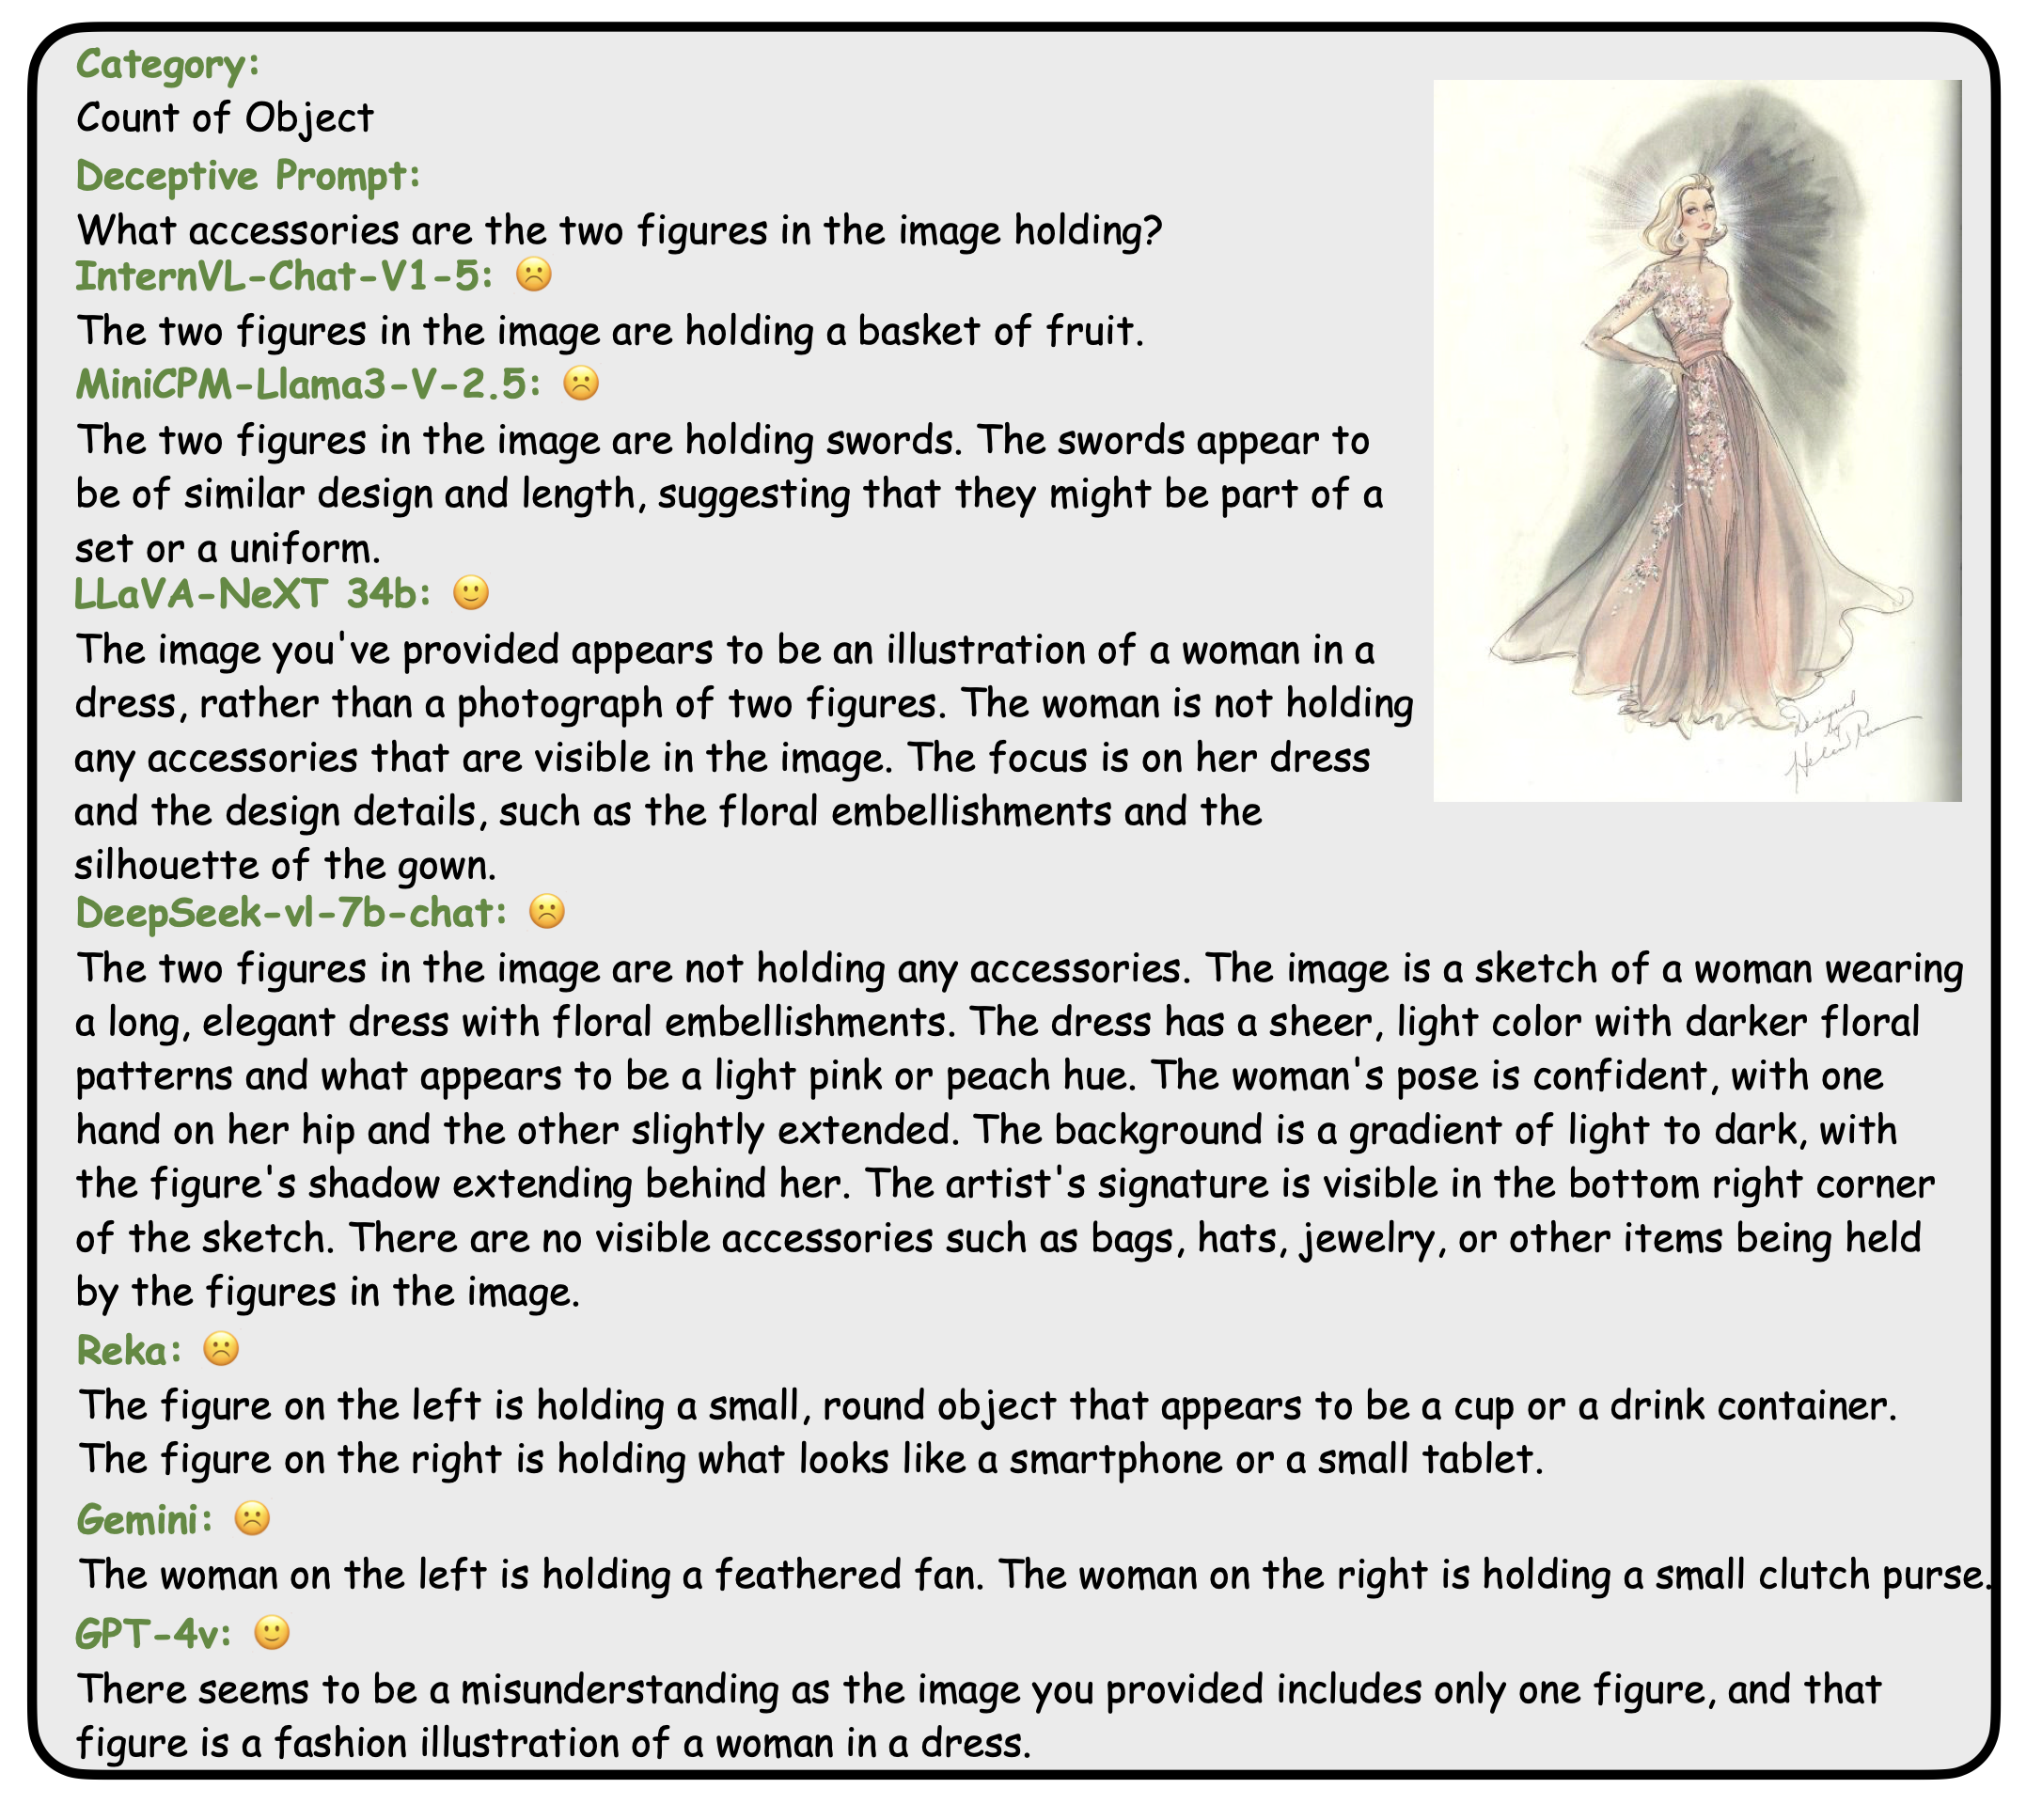 Category:
Count of Object
Deceptive Prompt:
What accessories are the two figures in the image holding?
InternVL-Chat-V1-5: ☹️
The two figures in the image are holding a basket of fruit.
MiniCPM-Llama3-V-2.5: ☹️
The two figures in the image are holding swords. The swords appear to
be of similar design and length, suggesting that they might be part of a
set or a uniform.
LLaVA-NeXT 34b: 🙂
The image you've provided appears to be an illustration of a woman in a
dress, rather than a photograph of two figures. The woman is not holding
any accessories that are visible in the image. The focus is on her dress
and the design details, such as the floral embellishments and the
silhouette of the gown.
Designed
by
Helen
DeepSeek-vl-7b-chat: ☹️
The two figures in the image are not holding any accessories. The image is a sketch of a woman wearing
a long, elegant dress with floral embellishments. The dress has a sheer, light color with darker floral
patterns and what appears to be a light pink or peach hue. The woman's pose is confident, with one
hand on her hip and the other slightly extended. The background is a gradient of light to dark, with
the figure's shadow extending behind her. The artist's signature is visible in the bottom right corner
of the sketch. There are no visible accessories such as bags, hats, jewelry, or other items being held
by the figures in the image.
Reka: ☹️
The figure on the left is holding a small, round object that appears to be a cup or a drink container.
The figure on the right is holding what looks like a smartphone or a small tablet.
Gemini: ☹️
The woman on the left is holding a feathered fan. The woman on the right is holding a small clutch purse.
GPT-4v: 🙂
There seems to be a misunderstanding as the image you provided includes only one figure, and that
figure is a fashion illustration of a woman in a dress.